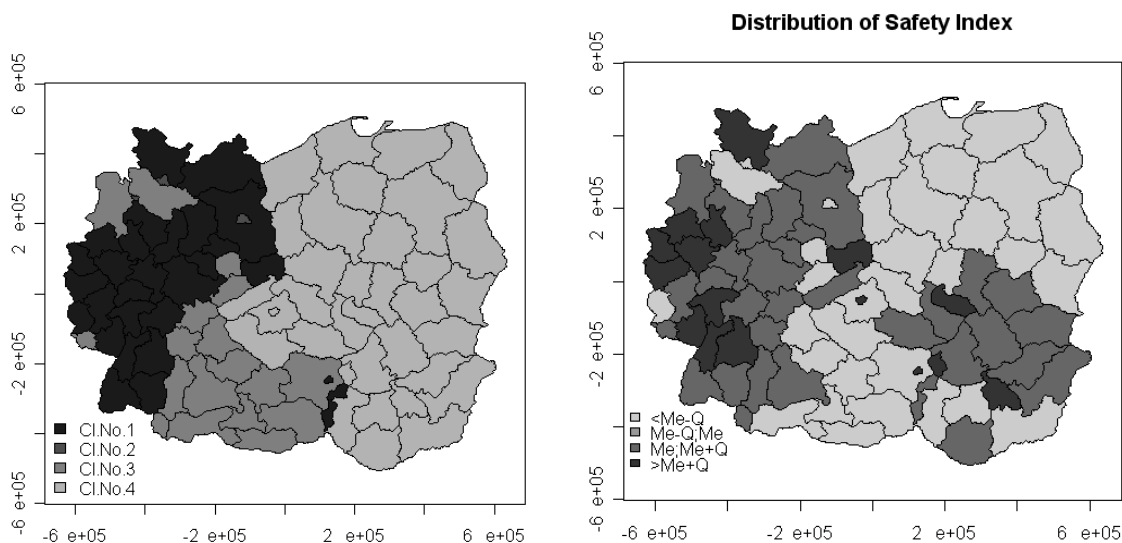 Distribution of Safety Index
6 e+05
2 e+05
-2 e+05
-6 e+05
Cl.No.1
Cl.No.2
Cl.No.3
Cl.No.4
-6 e+05
-2 e+05
2 e+05
6 e+05
6 e+05
2 e+05
-2 e+05
-6 e+05
<Me-Q
Me-Q;Me
Me;Me+Q
>Me+Q
-6 e+05
-2 e+05
2 e+05
6 e+05